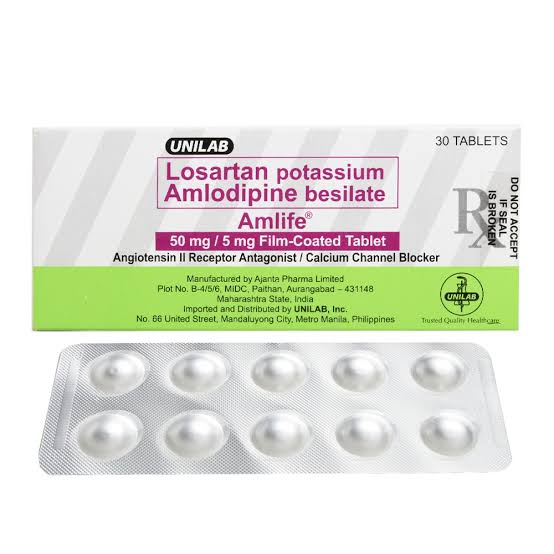 UNILAB
30 TABLETS
Losartan potassium
Amlodipine besilate
Amlife®
50 mg / 5 mg Film-Coated Tablet
Angiotensin II Receptor Antagonist / Calcium Channel Blocker
Rx
DO NOT ACCEPT
IF SEAL
IS BROKEN
Manufactured by Ajanta Pharma Limited
Plot No. B-4/5/6, MIDC, Paithan, Aurangabad – 431148
Maharashtra State, India
Imported and Distributed by UNILAB, Inc.
No. 66 United Street, Mandaluyong City, Metro Manila, Philippines
UNILAB
Trusted Quality Healthcare